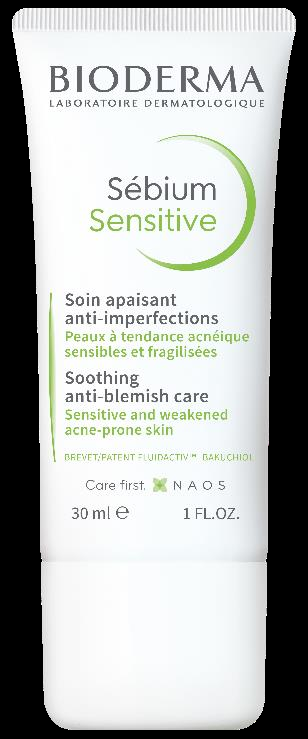 BIODERMA
LABORATOIRE DERMATOLOGIQUE
Sébium
Sensitive
Soin apaisant
anti-imperfections
Peaux à tendance acnéique
sensibles et fragilisées
Soothing
anti-blemish care
Sensitive and weakened
acne-prone skin
BREVET/PATENT FLUIDACTIV™ BAKUCHIOL
Care first. NAOS
30 ml ℮ 1 FL.OZ.